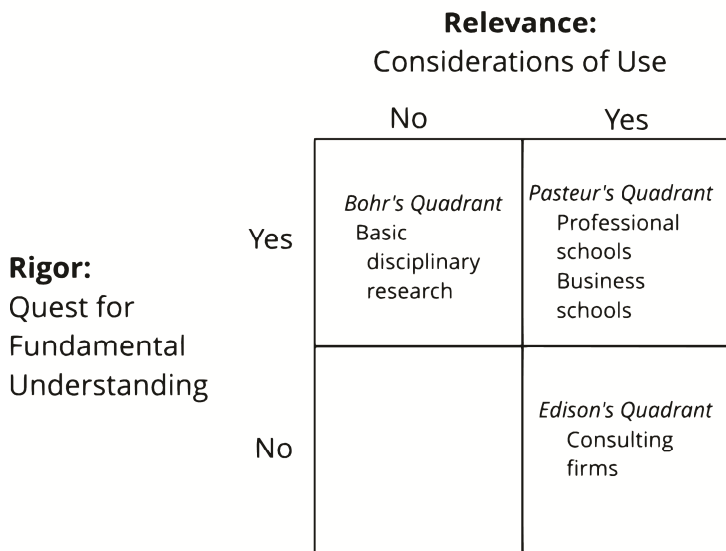 Relevance:
Considerations of Use
No
Yes
Bohr's Quadrant
Basic
disciplinary
research
Pasteur's Quadrant
Professional
schools
Business
schools
Yes
Rigor:
Quest for
Fundamental
Understanding
No
Edison's Quadrant
Consulting
firms